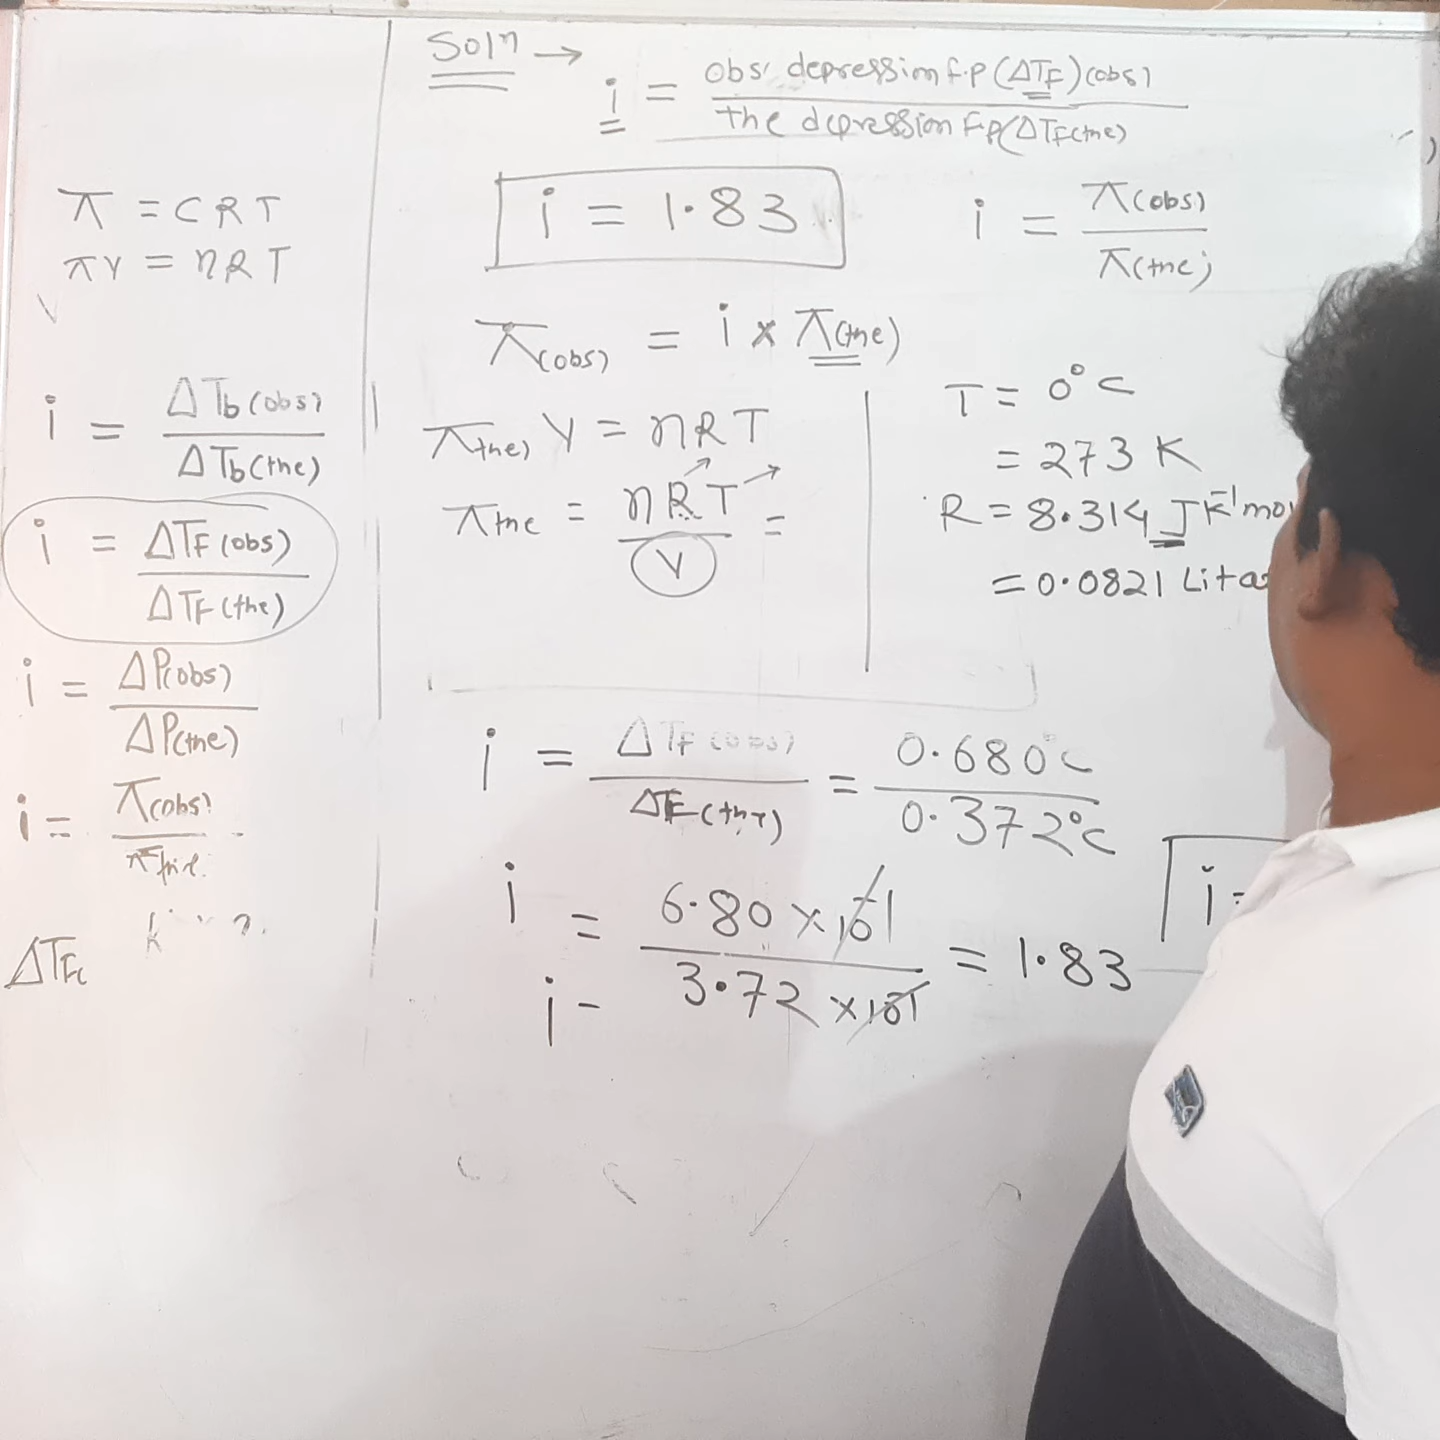 π = CRT
πV = nRT
i = ΔTb(obs) / ΔTb(the)
i = ΔTF(obs) / ΔTF(the)
i = ΔP(obs) / ΔP(the)
i = π(obs) /
ΔTF
Soln →
i = obs' depression f.p (ΔTF)(obs) / the depression F.p(ΔTF(the)
i = 1.83
i = π(obs) / π(the)
π(obs) = i × π(the)
π(the) V = nRT
π the = nRT / V =
T = 0°C
= 273 K
R = 8.314 J K⁻¹ mol
= 0.0821 Lit
i = ΔTF(obs) / ΔTF(the) = 0.680°C / 0.372°C
i = 6.80 × 10⁻¹ / 3.72 × 10⁻¹ = 1.83
i -
i =